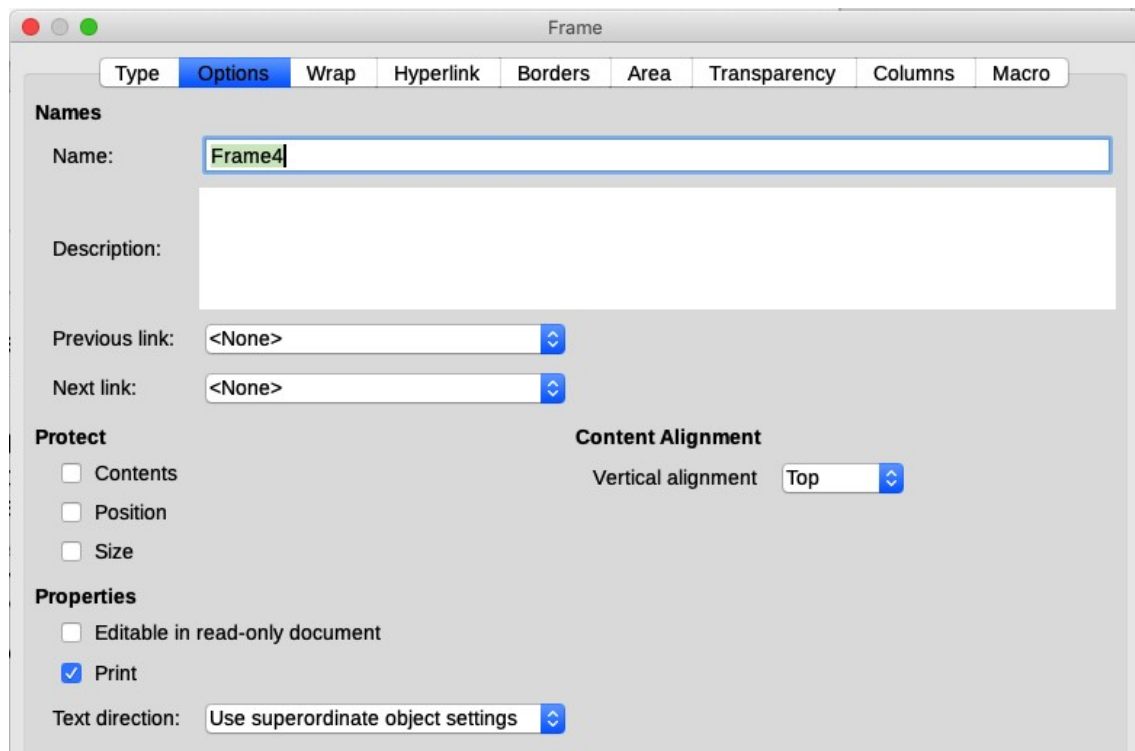 Frame
Type Options Wrap Hyperlink Borders Area Transparency Columns Macro
Names
Name: Frame4
Description:
Previous link: <None>
Next link: <None>
Protect
Contents
Position
Size
Content Alignment
Vertical alignment Top
Properties
Editable in read-only document
Print
Text direction: Use superordinate object settings